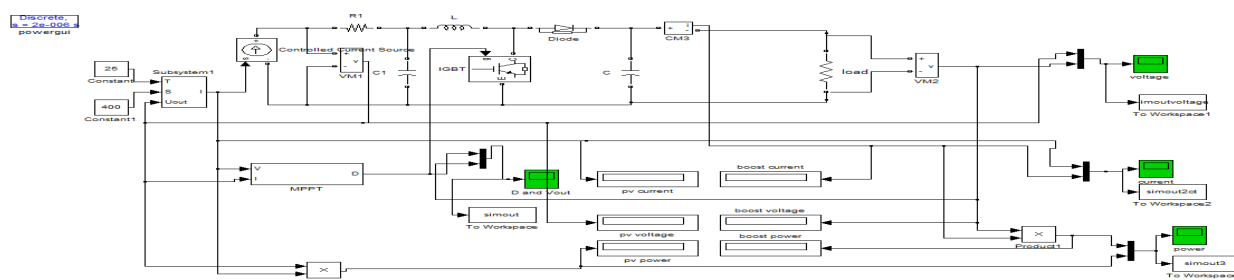 Discrete,
s = 2e-006 s
powergui
R1
L
Diode
CM3
Controlled Current Source
VM1
C1
IGBT
C
load
VM2
voltage
imoutvoltage
To Workspace1
25
Constant
400
Constant1
Subsystem1
T
S
Uout
I
V
I
D
MPPT
D and Vout
simout
To Workspace
pv current
boost current
pv voltage
boost voltage
pv power
boost power
current
simout2ct
To Workspace2
Product1
power
simout3
To Workspace